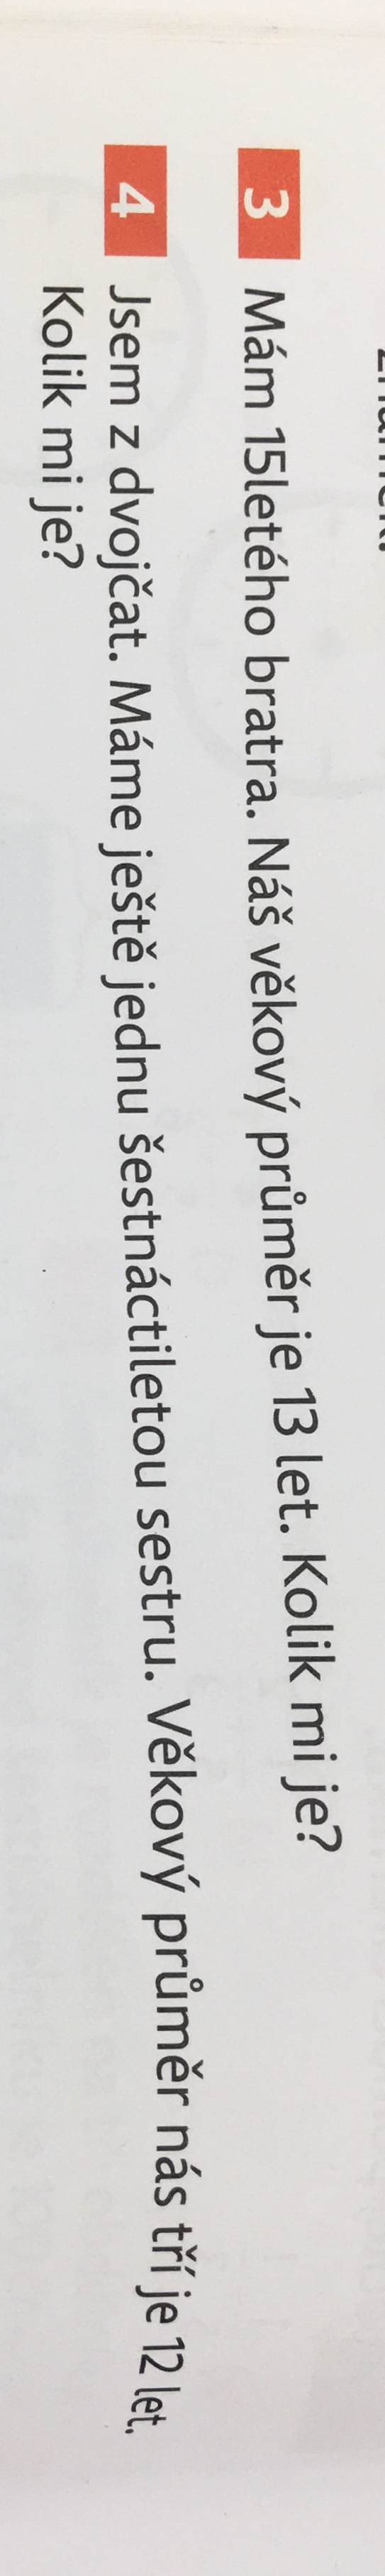 3 Mám 15letého bratra. Náš věkový průměr je 13 let. Kolik mi je?
4 Jsem z dvojčat. Máme ještě jednu šestnáctiletou sestru. Věkový průměr nás tří je 12 let.
Kolik mi je?